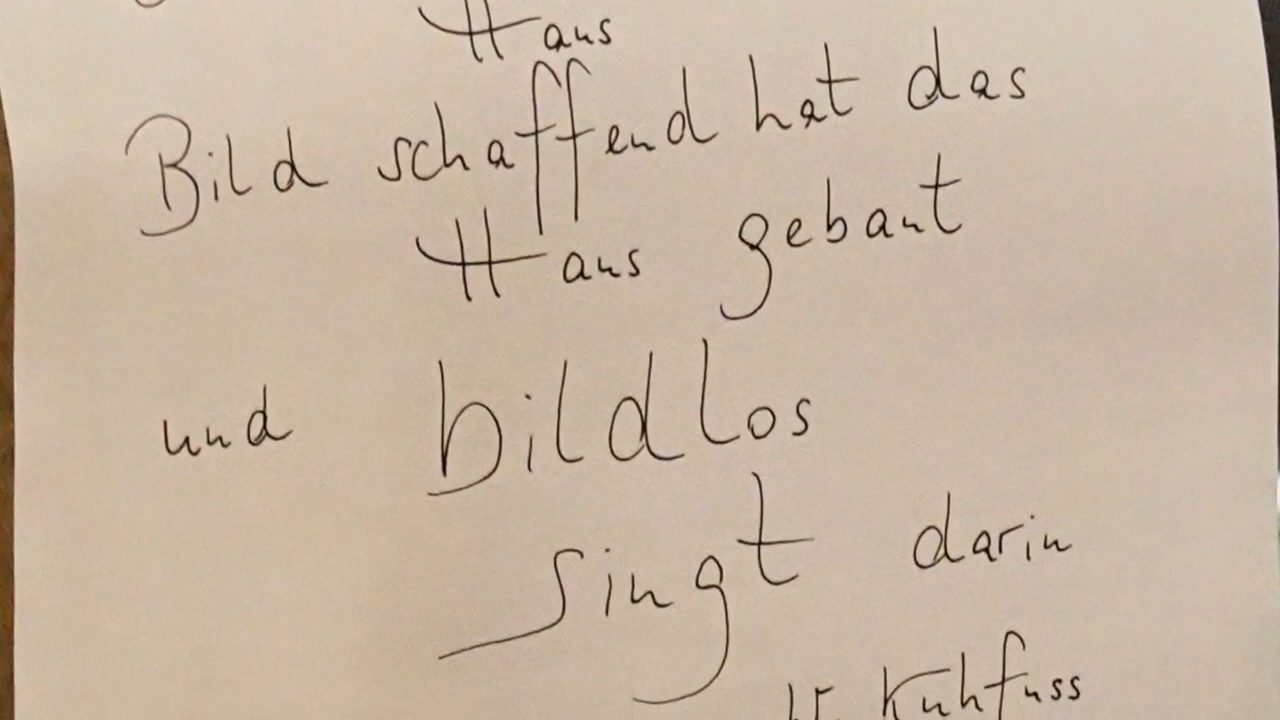 Haus
Bild schaffend hat das
Haus gebaut
und bildlos
singt darin
Kuhfuss